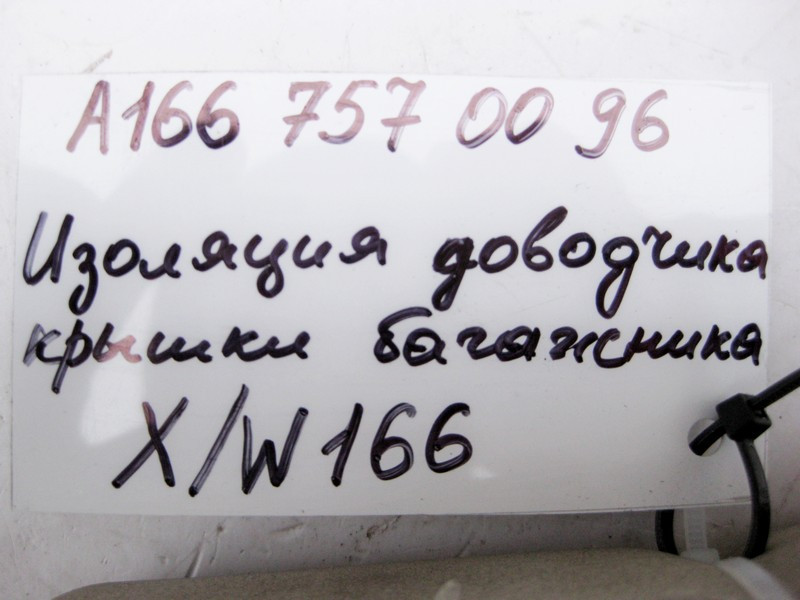 A166 757 00 96
Изоляция доводчика
крышки багажника
X/W166